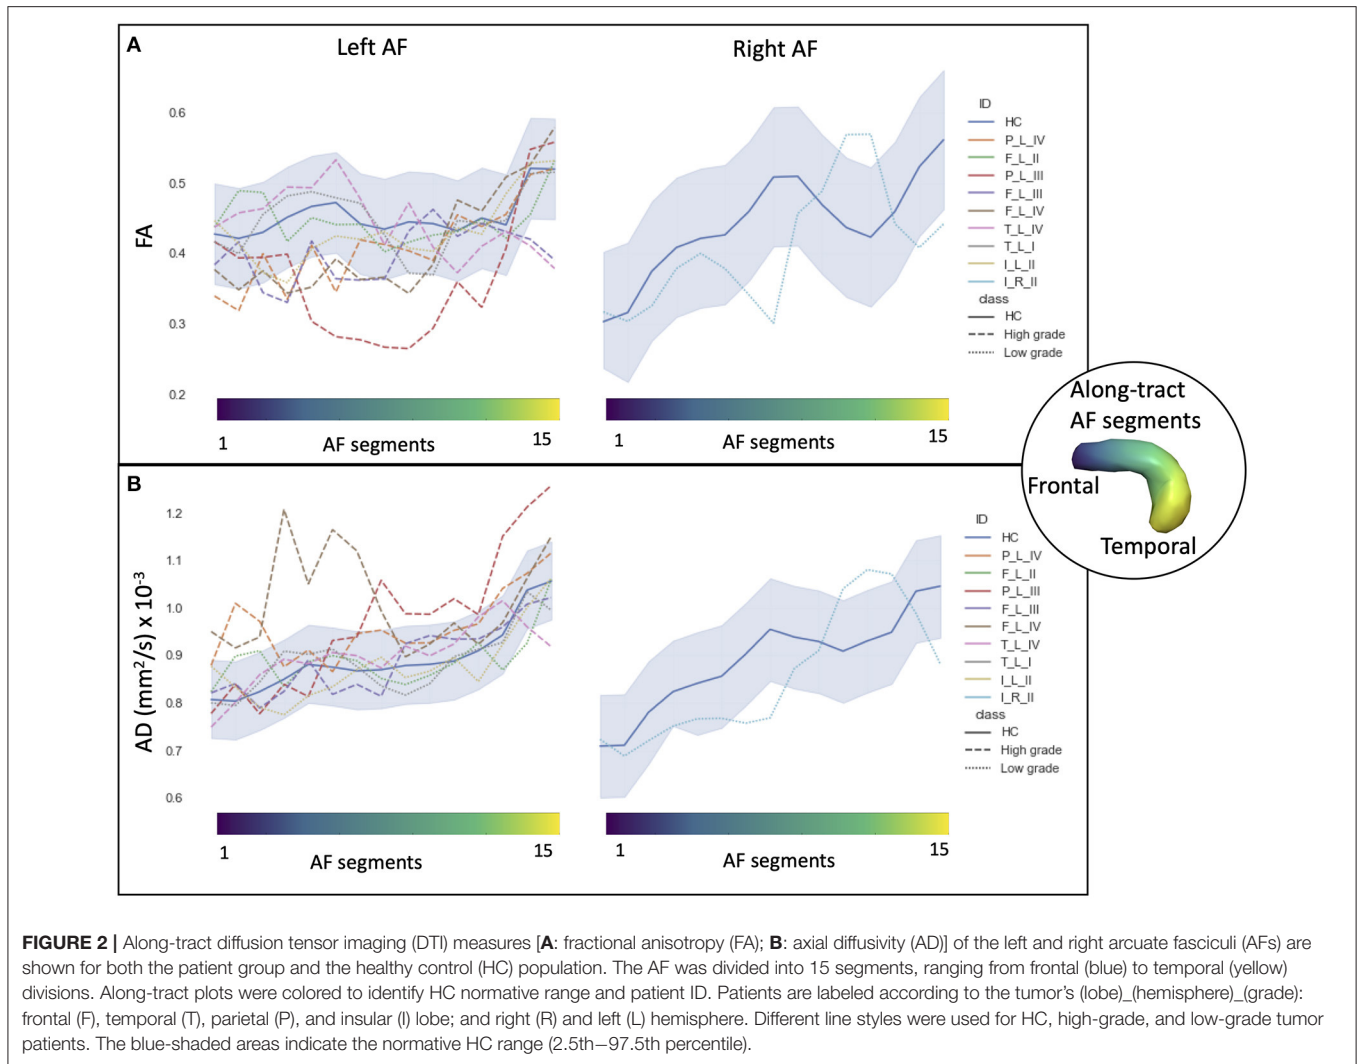 A
Left AF
Right AF
FA
0.6
0.5
0.4
0.3
0.2
1
AF segments
15
1
AF segments
15
ID
HC
P_L_IV
F_L_II
P_L_III
F_L_III
F_L_IV
T_L_IV
T_L_I
I_L_II
I_R_II
class
HC
High grade
Low grade
Along-tract
AF segments
Frontal
Temporal
B
AD (mm²/s) x 10⁻³
1.2
1.1
1.0
0.9
0.8
0.7
0.6
1
AF segments
15
1
AF segments
15
ID
HC
P_L_IV
F_L_II
P_L_III
F_L_III
F_L_IV
T_L_IV
T_L_I
I_L_II
I_R_II
class
HC
High grade
Low grade
FIGURE 2 | Along-tract diffusion tensor imaging (DTI) measures [A: fractional anisotropy (FA); B: axial diffusivity (AD)] of the left and right arcuate fasciculi (AFs) are
shown for both the patient group and the healthy control (HC) population. The AF was divided into 15 segments, ranging from frontal (blue) to temporal (yellow)
divisions. Along-tract plots were colored to identify HC normative range and patient ID. Patients are labeled according to the tumor's (lobe)_(hemisphere)_(grade):
frontal (F), temporal (T), parietal (P), and insular (I) lobe; and right (R) and left (L) hemisphere. Different line styles were used for HC, high-grade, and low-grade tumor
patients. The blue-shaded areas indicate the normative HC range (2.5th–97.5th percentile).